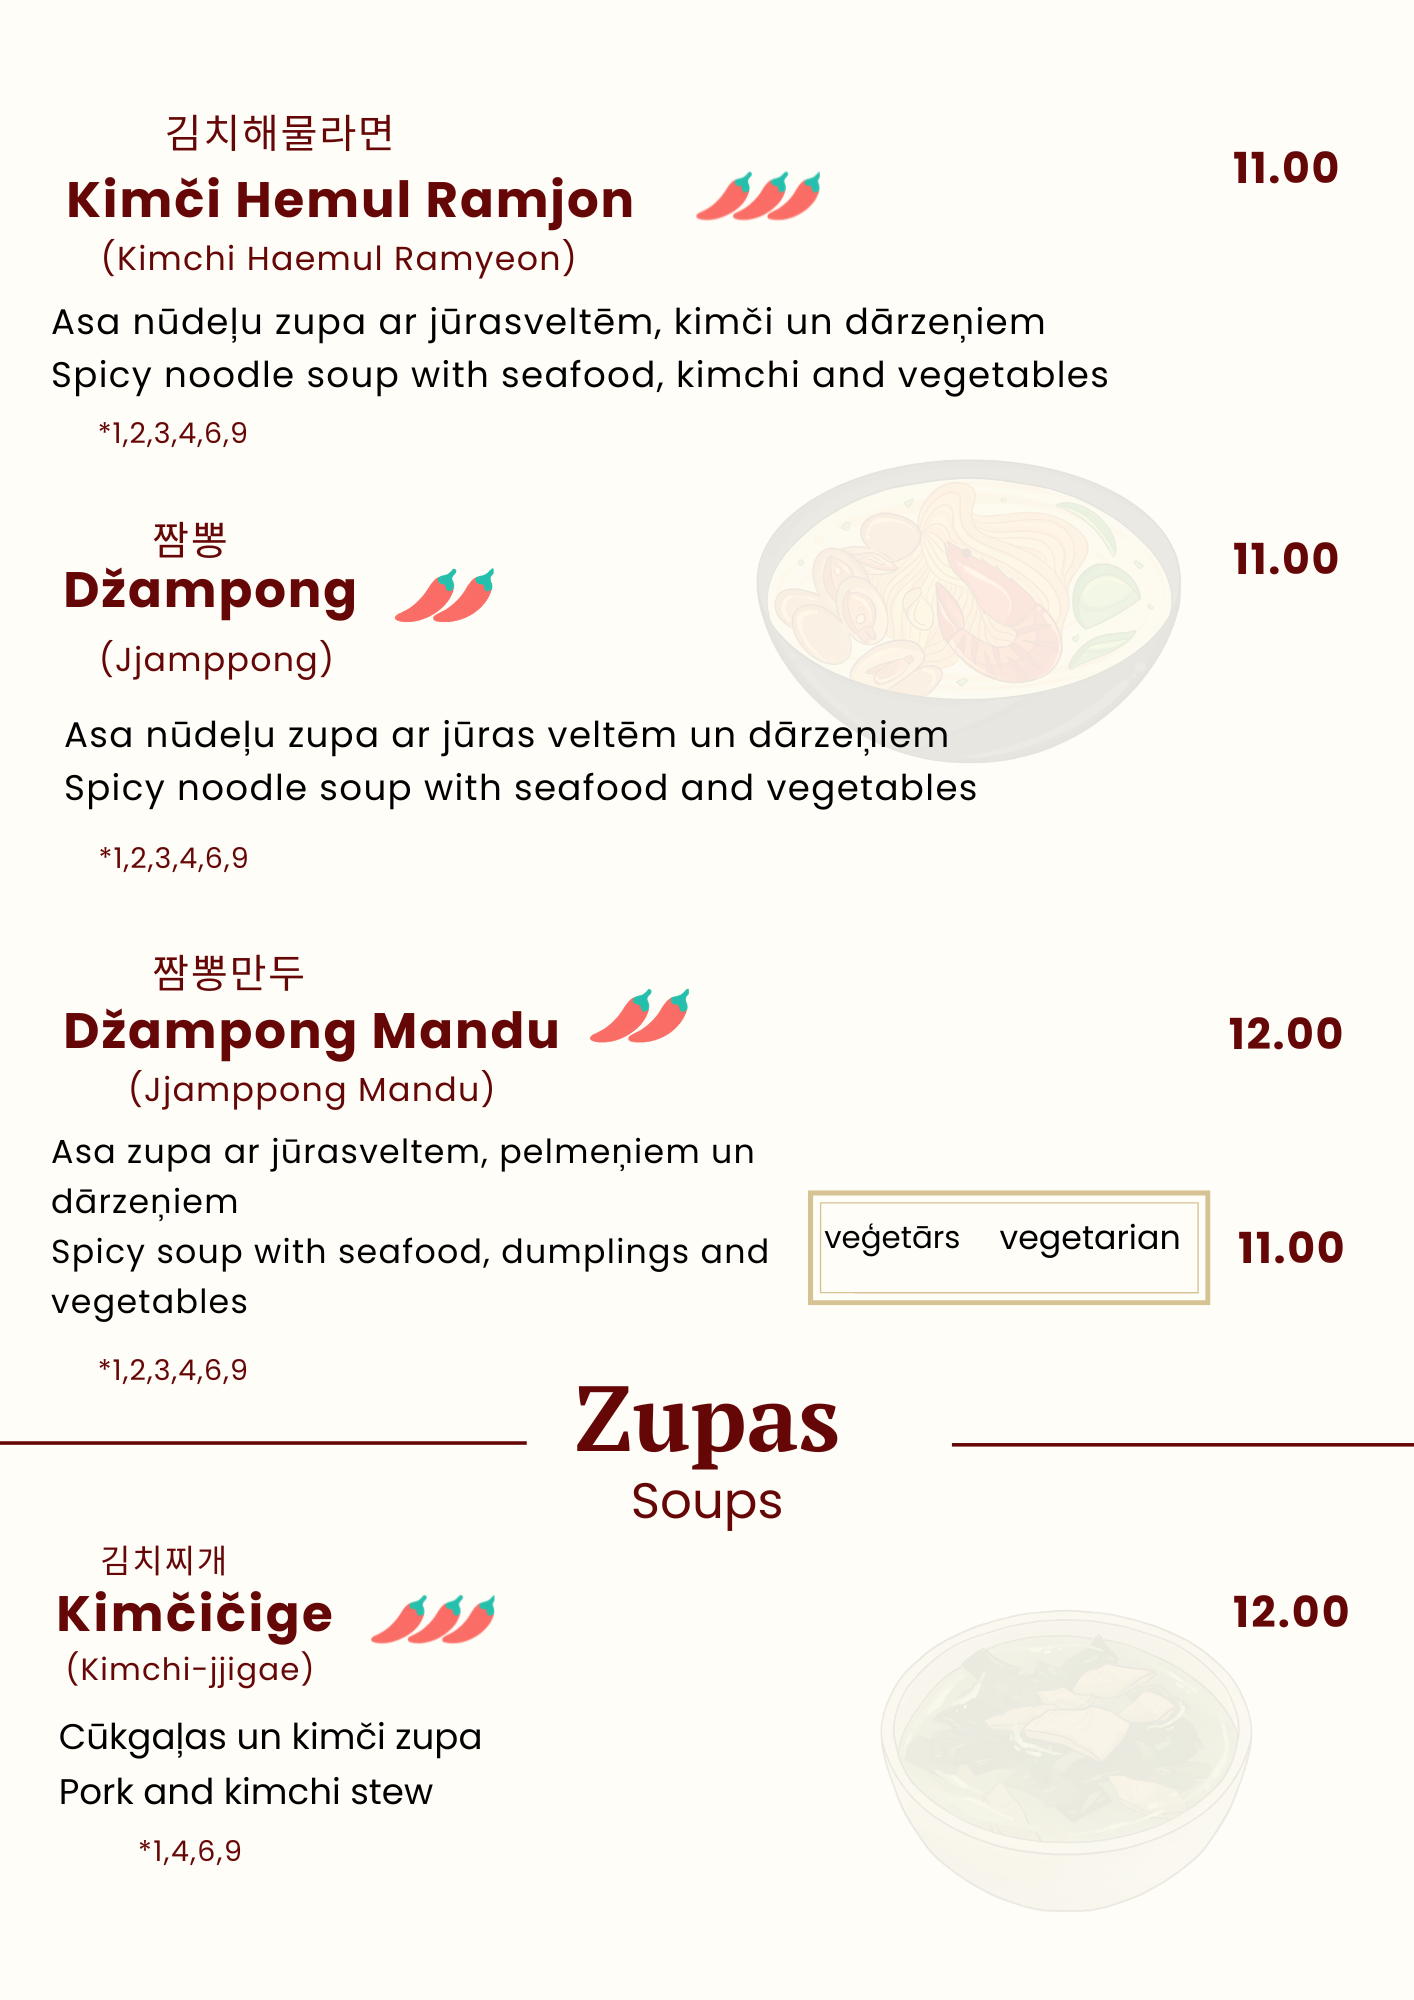 김치해물라면
Kimči Hemul Ramjon
11.00
(Kimchi Haemul Ramyeon)
Asa nūdeļu zupa ar jūrasveltēm, kimči un dārzeņiem
Spicy noodle soup with seafood, kimchi and vegetables
*1,2,3,4,6,9
짬뽕
Džampong
11.00
(Jjamppong)
Asa nūdeļu zupa ar jūras veltēm un dārzeņiem
Spicy noodle soup with seafood and vegetables
*1,2,3,4,6,9
짬뽕만두
Džampong Mandu
12.00
(Jjamppong Mandu)
Asa zupa ar jūrasveltem, pelmeņiem un
dārzeņiem
Spicy soup with seafood, dumplings and
vegetables
veģetārs vegetarian 11.00
*1,2,3,4,6,9
Zupas
Soups
김치찌개
Kimčičige
12.00
(Kimchi-jjigae)
Cūkgaļas un kimči zupa
Pork and kimchi stew
*1,4,6,9